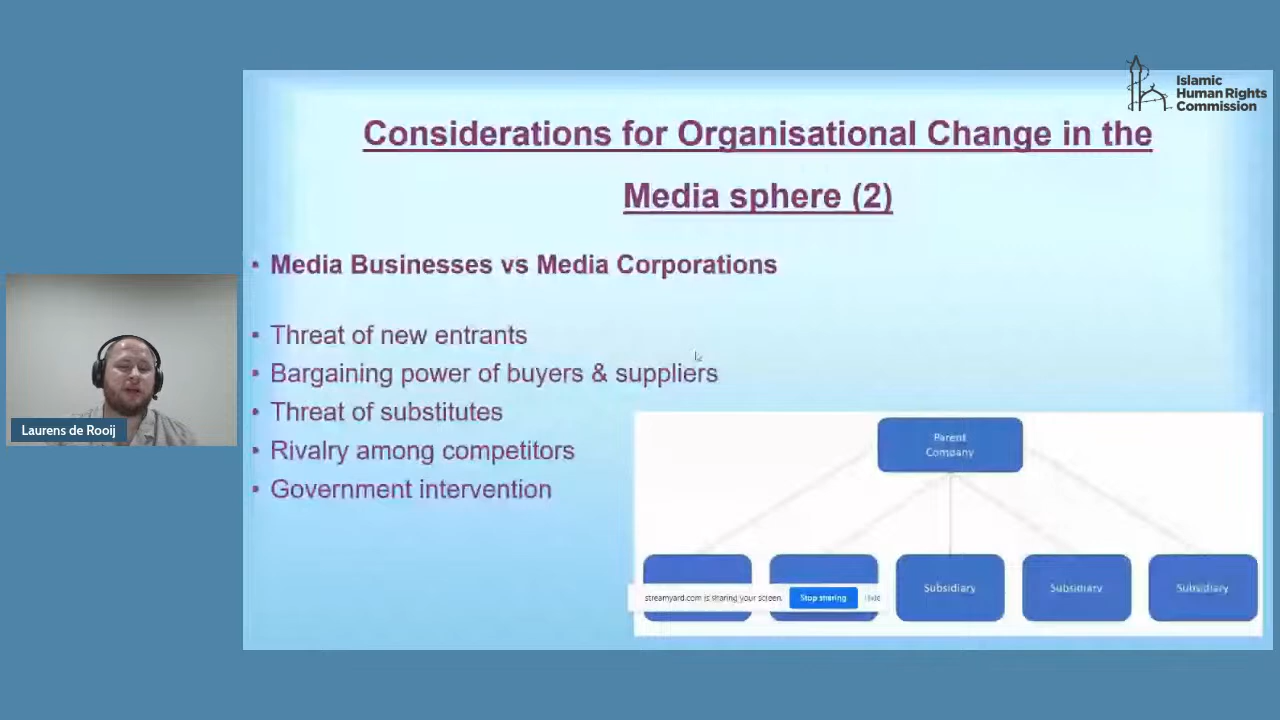 Islamic
Human Rights
Commission
Considerations for Organisational Change in the
Media sphere (2)
• Media Businesses vs Media Corporations
• Threat of new entrants
• Bargaining power of buyers & suppliers
• Threat of substitutes
• Rivalry among competitors
• Government intervention
Laurens de Rooij
Parent
Company
Subsidiary
Subsidiary
Subsidiary
streamyard.com is sharing your screen.
Stop sharing
Hide